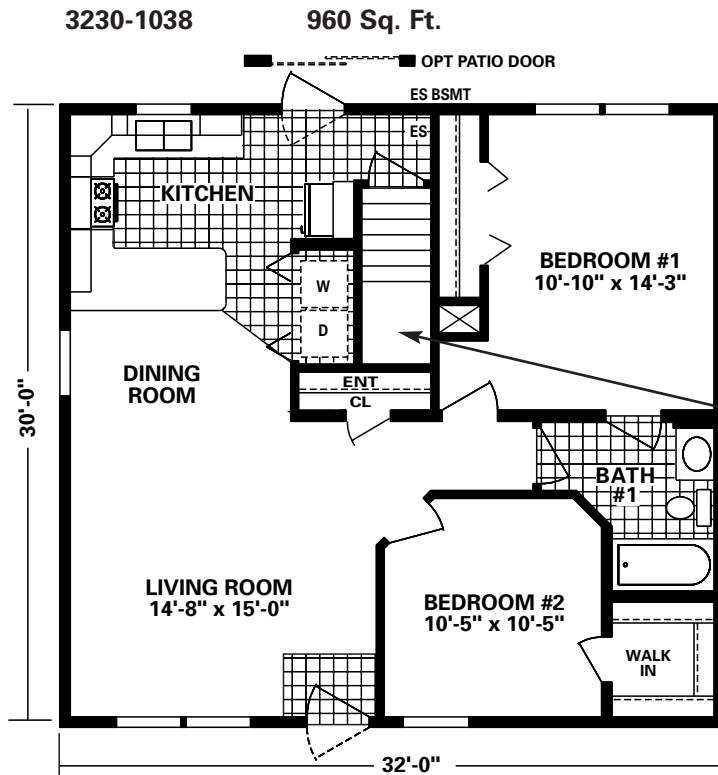 3230-1038 960 Sq. Ft.
OPT PATIO DOOR
ES BSMT
ES
KITCHEN
W
D
BEDROOM #1
10'-10" x 14'-3"
DINING
ROOM
ENT
CL
30'-0"
BATH
#1
LIVING ROOM
14'-8" x 15'-0"
BEDROOM #2
10'-5" x 10'-5"
WALK
IN
32'-0"